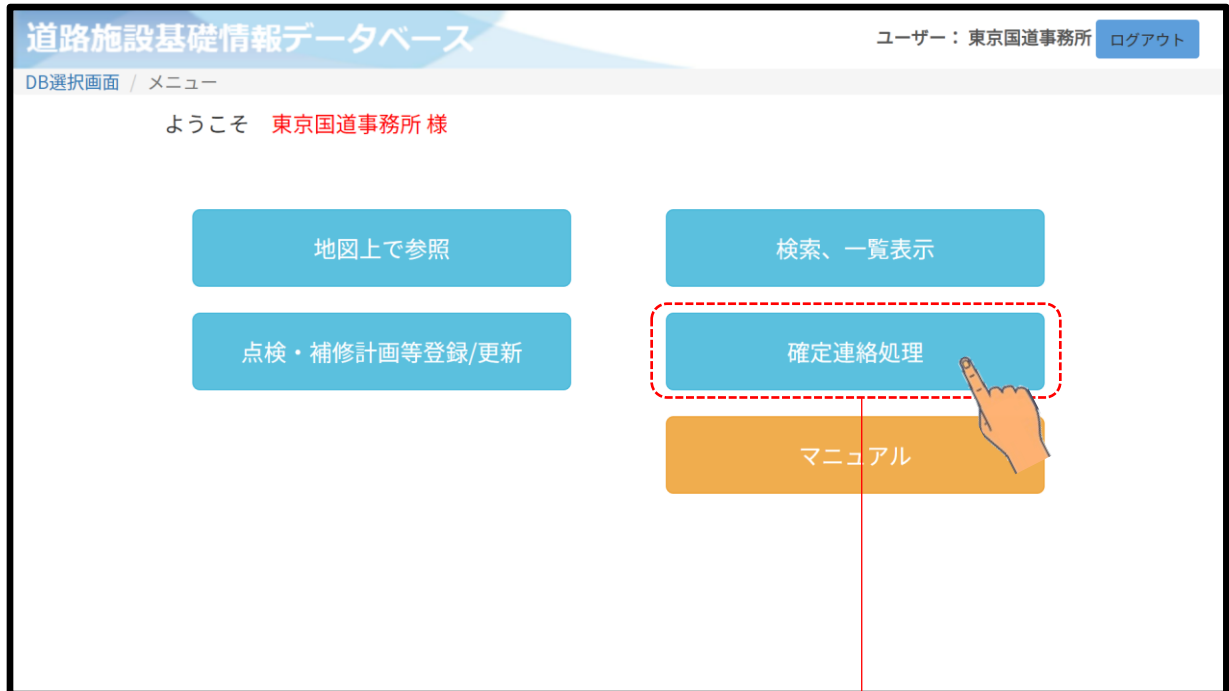 道路施設基礎情報データベース
ユーザー： 東京国道事務所 ログアウト
DB選択画面 / メニュー
ようこそ 東京国道事務所 様
地図上で参照
検索、一覧表示
点検・補修計画等登録/更新
確定連絡処理
マニュアル